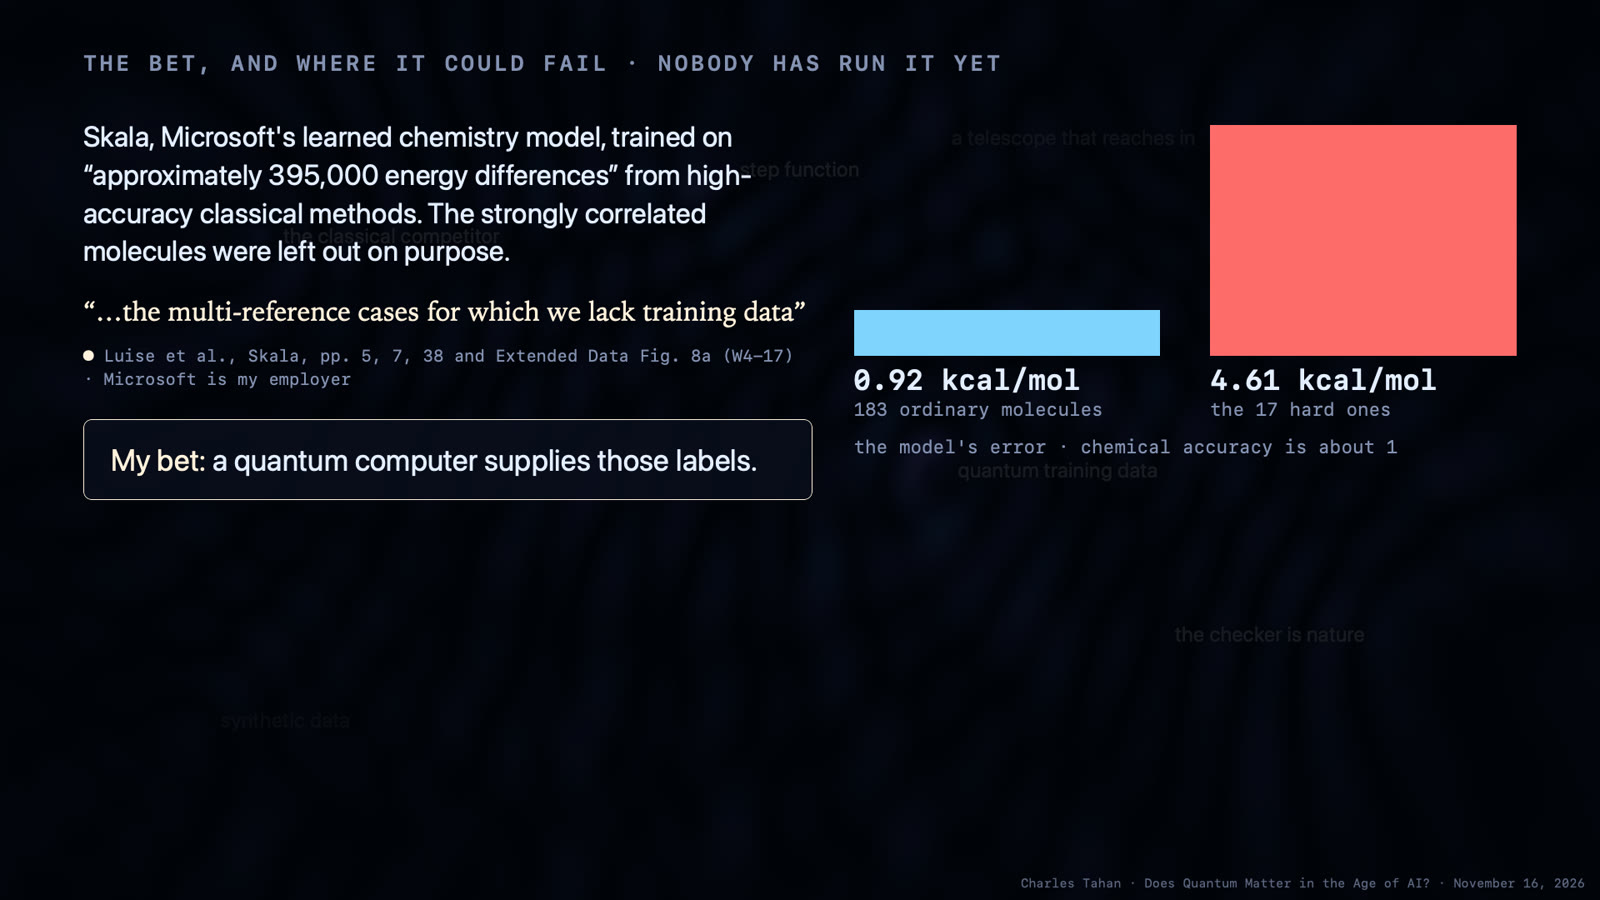 THE BET, AND WHERE IT COULD FAIL · NOBODY HAS RUN IT YET
Skala, Microsoft's learned chemistry model, trained on
“approximately 395,000 energy differences” from high-
accuracy classical methods. The strongly correlated
molecules were left out on purpose.
“…the multi-reference cases for which we lack training data”
● Luise et al., Skala, pp. 5, 7, 38 and Extended Data Fig. 8a (W4–17)
· Microsoft is my employer
My bet: a quantum computer supplies those labels.
a telescope that reaches in
step function
the classical competitor
0.92 kcal/mol
183 ordinary molecules
4.61 kcal/mol
the 17 hard ones
the model's error · chemical accuracy is about 1
quantum training data
the checker is nature
synthetic data
Charles Tahan · Does Quantum Matter in the Age of AI? · November 16, 2026